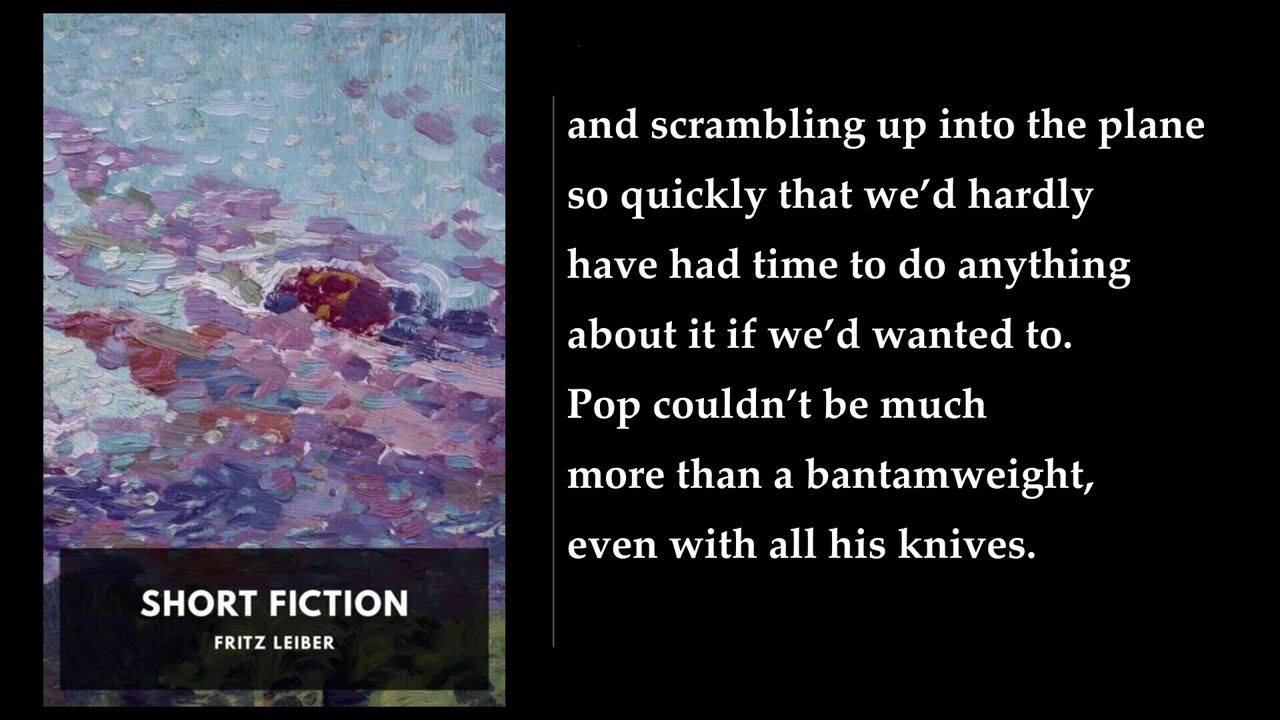 SHORT FICTION
FRITZ LEIBER
and scrambling up into the plane
so quickly that we’d hardly
have had time to do anything
about it if we’d wanted to.
Pop couldn’t be much
more than a bantamweight,
even with all his knives.